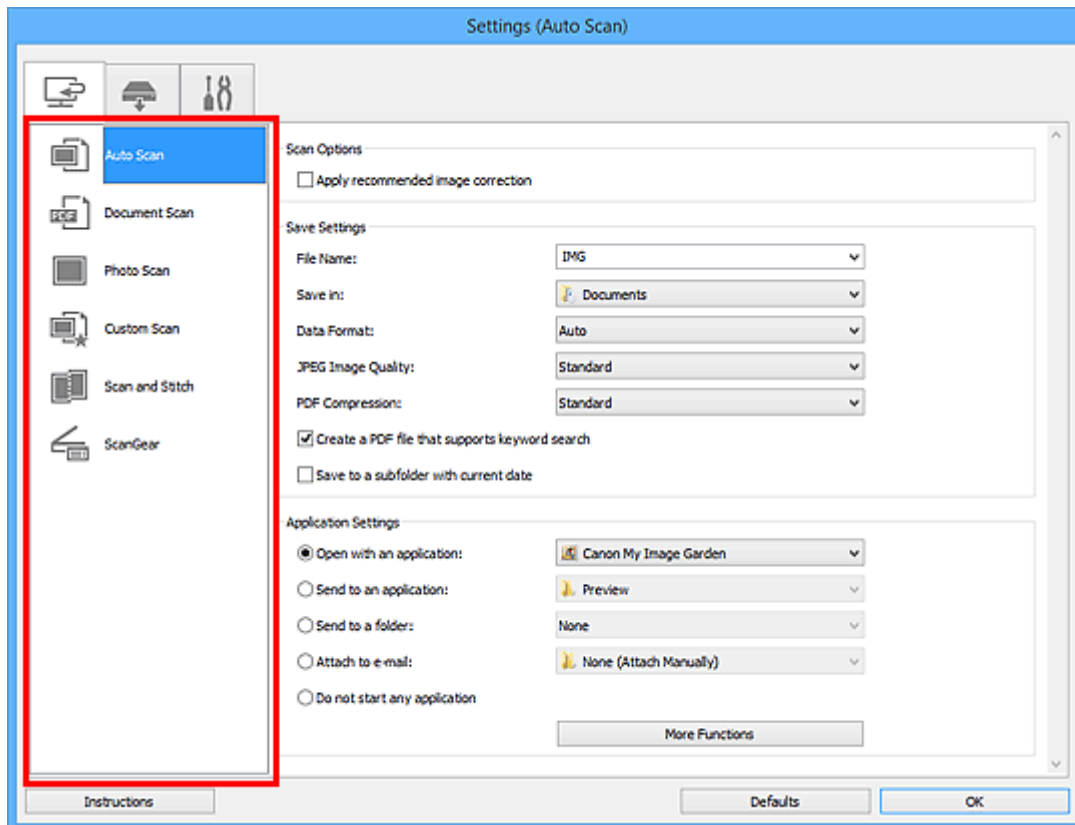 Settings (Auto Scan)
Auto Scan
PDF
Document Scan
Photo Scan
Custom Scan
Scan and Stitch
ScanGear
Scan Options
Apply recommended image correction
Save Settings
File Name: IMG
Save in: Documents
Data Format: Auto
JPEG Image Quality: Standard
PDF Compression: Standard
Create a PDF file that supports keyword search
Save to a subfolder with current date
Application Settings
Open with an application: Canon My Image Garden
Send to an application: Preview
Send to a folder: None
Attach to e-mail: None (Attach Manually)
Do not start any application
More Functions
Instructions Defaults OK